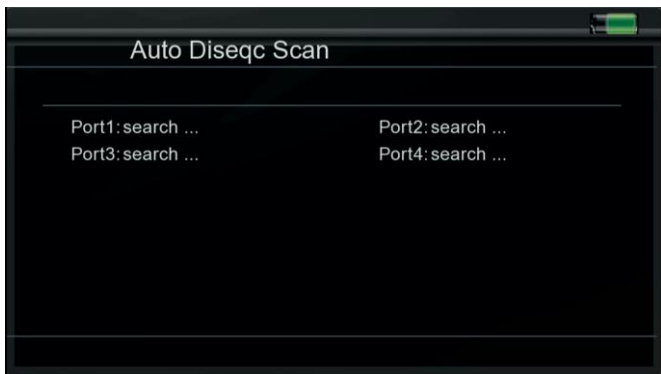 Auto Diseqc Scan
Port1: search ... Port2: search ...
Port3: search ... Port4: search ...